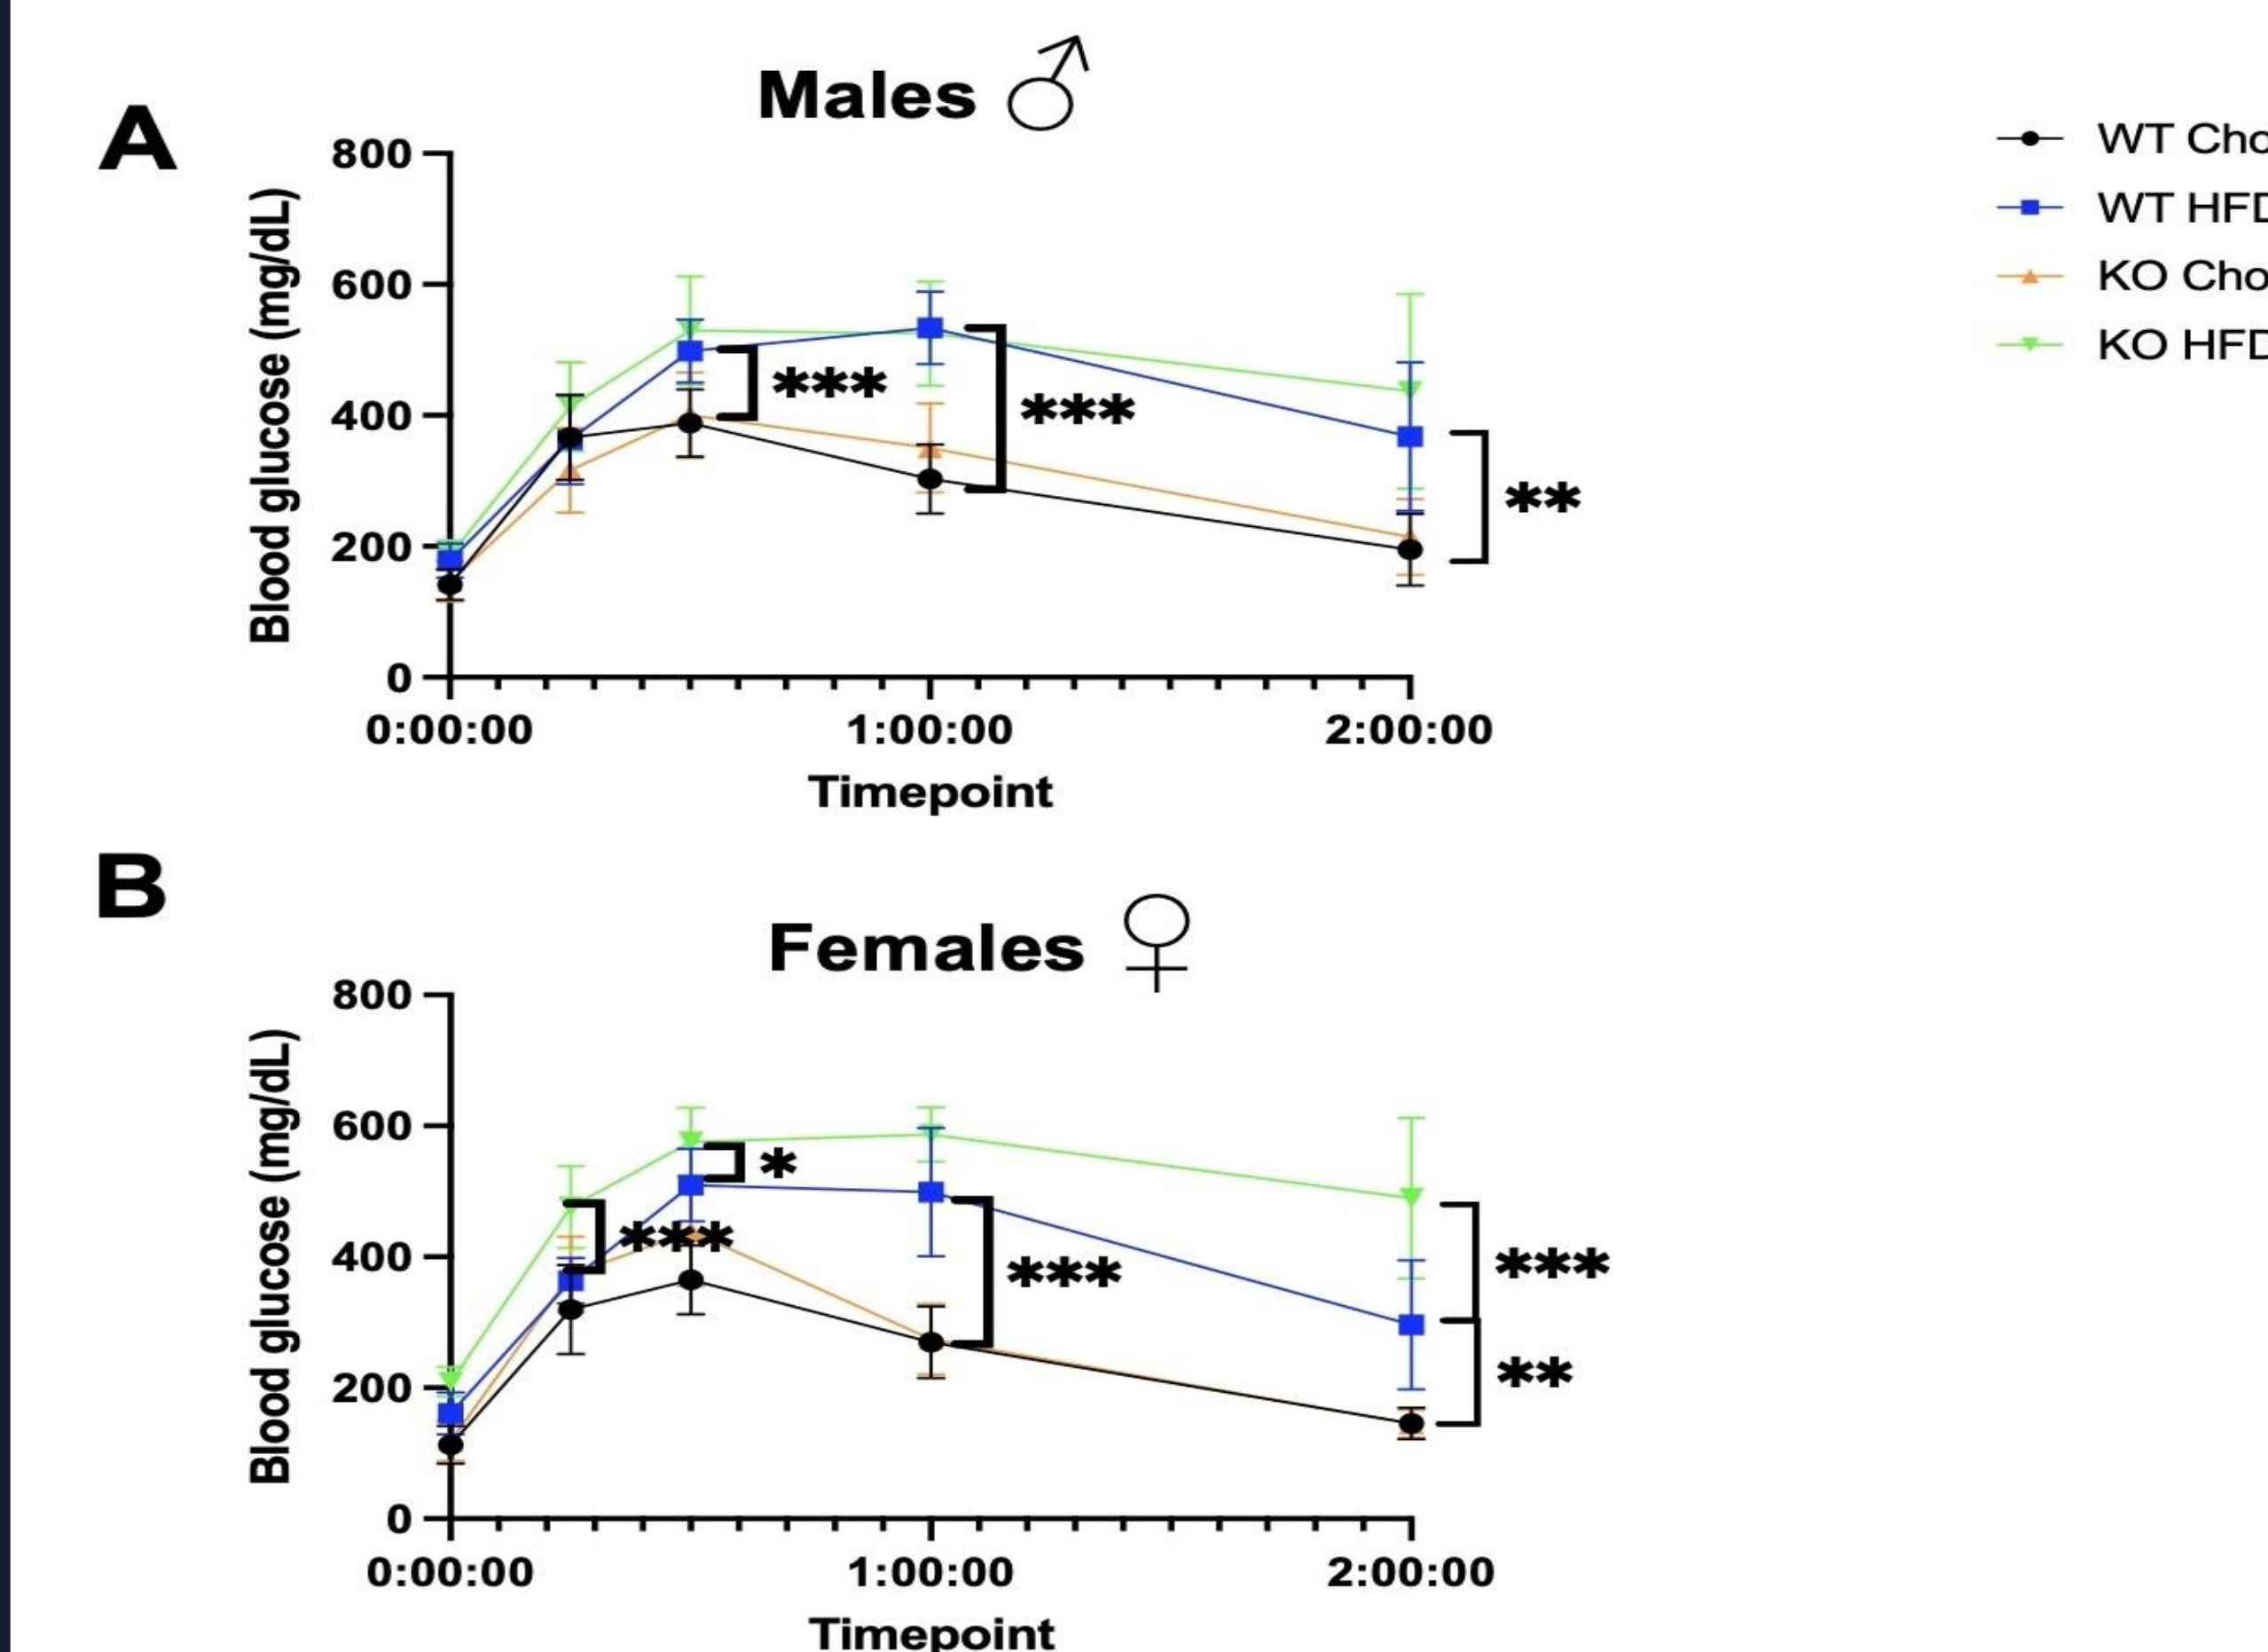 A
Males ♂
800
600
400
200
0
Blood glucose (mg/dL)
***
***
**
0:00:00
1:00:00
2:00:00
Timepoint
WT Cho
WT HFD
KO Cho
KO HFD
B
Females ♀
800
600
400
200
0
Blood glucose (mg/dL)
*
***
***
***
**
0:00:00
1:00:00
2:00:00
Timepoint